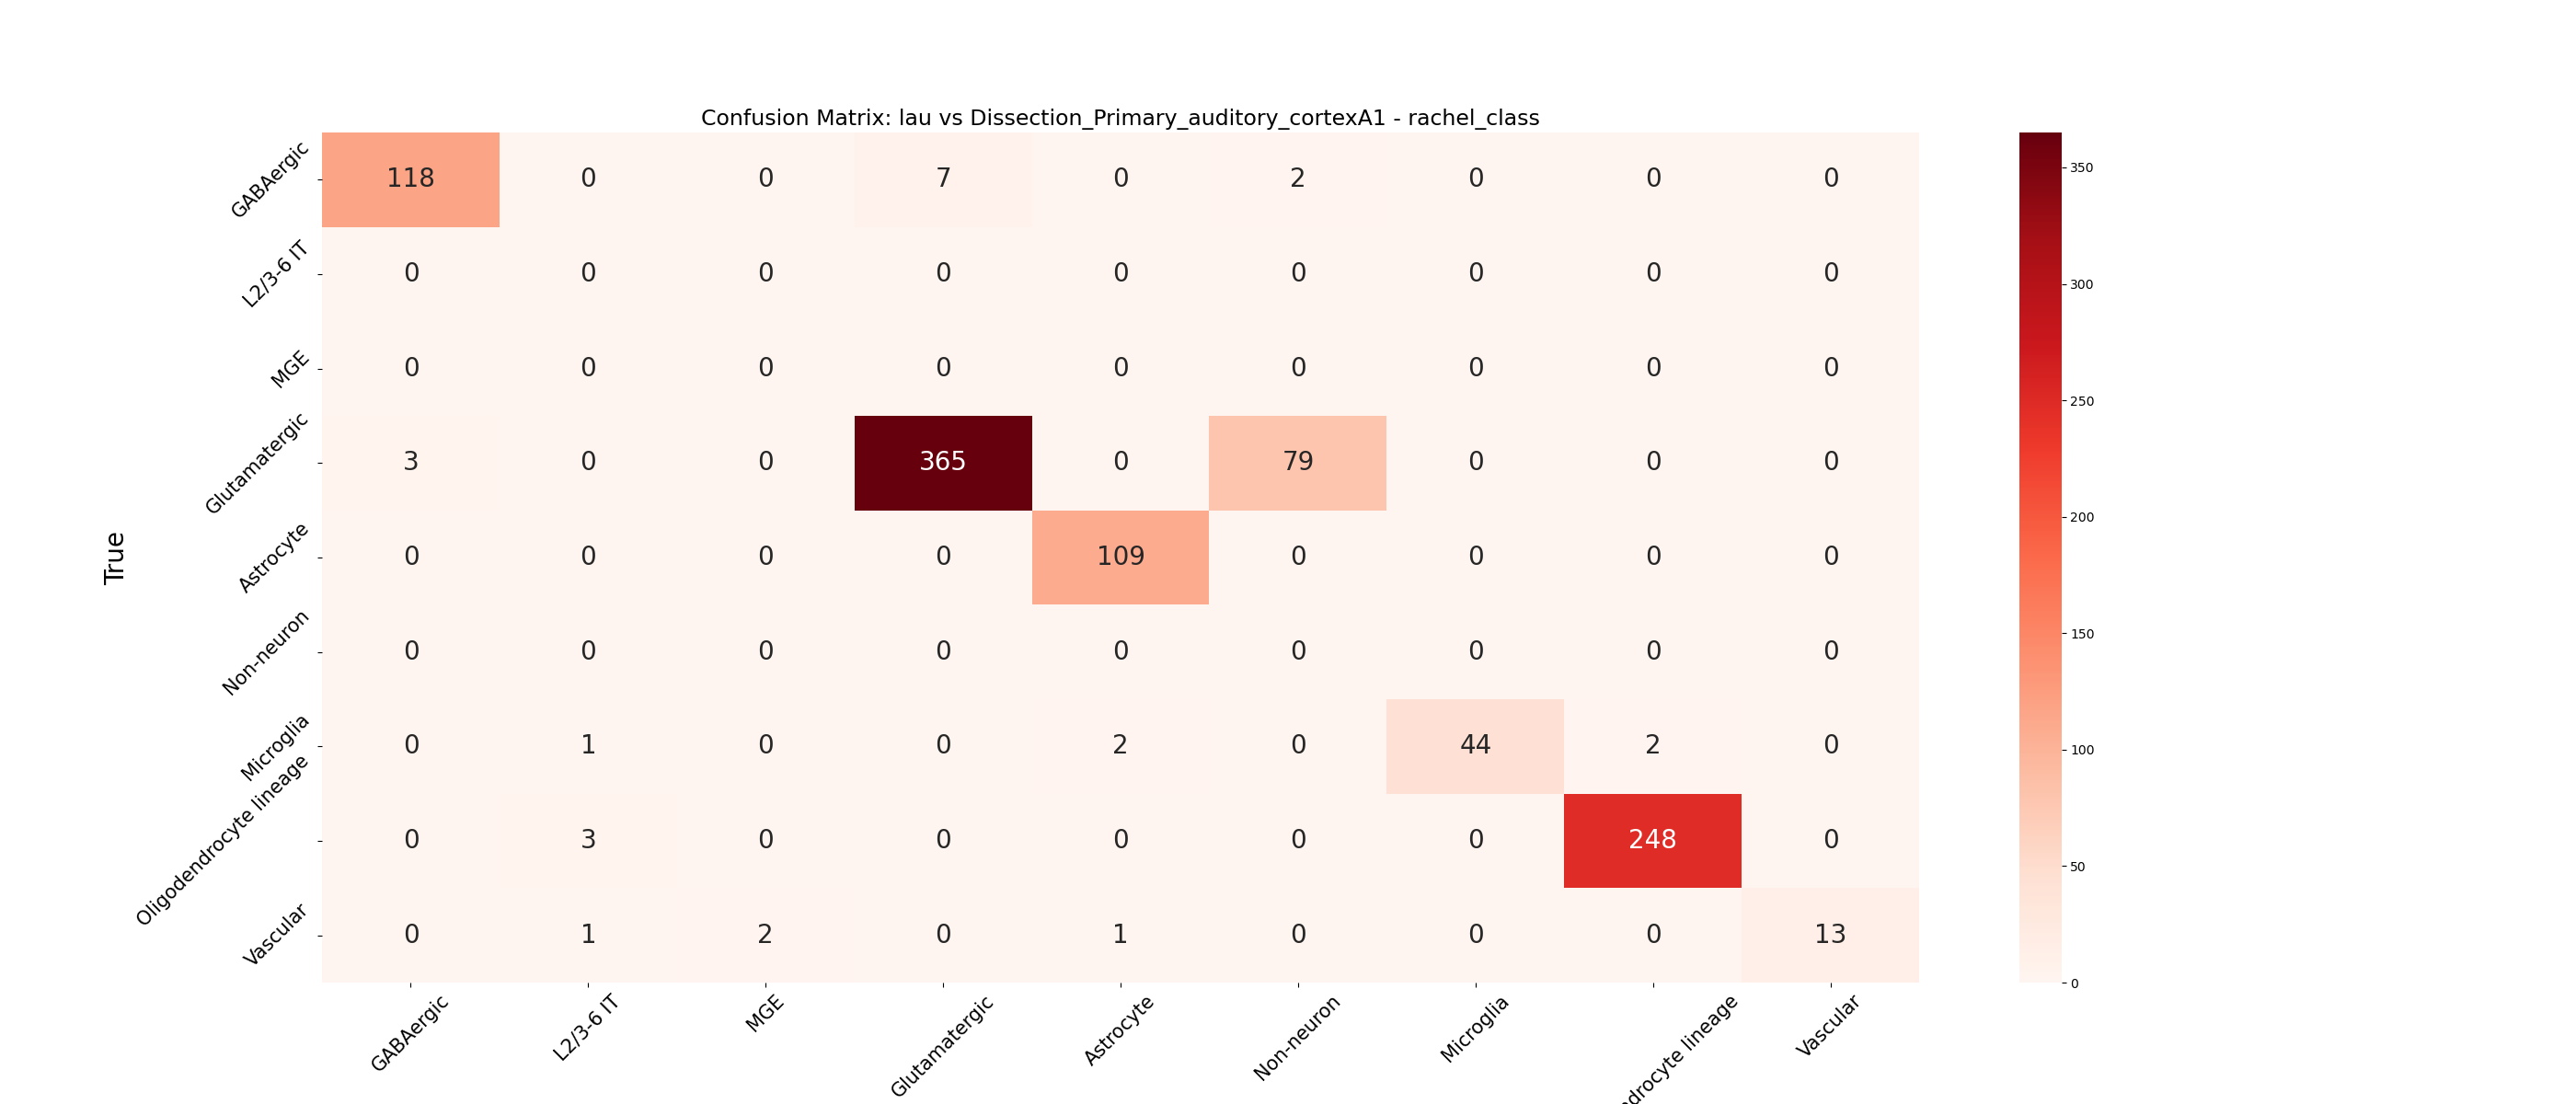 Confusion Matrix: lau vs Dissection_Primary_auditory_cortexA1 - rachel_class
True
GABAergic 118 0 0 7 0 2 0 0 0
L2/3-6 IT 0 0 0 0 0 0 0 0 0
MGE 0 0 0 0 0 0 0 0 0
Glutamatergic 3 0 0 365 0 79 0 0 0
Astrocyte 0 0 0 0 109 0 0 0 0
Non-neuron 0 0 0 0 0 0 0 0 0
Microglia 0 1 0 0 2 0 44 2 0
Oligodendrocyte lineage 0 3 0 0 0 0 0 248 0
Vascular 0 1 2 0 1 0 0 0 13
GABAergic L2/3-6 IT MGE Glutamatergic Astrocyte Non-neuron Microglia ndrocyte lineage Vascular
350
300
250
200
150
100
50
0